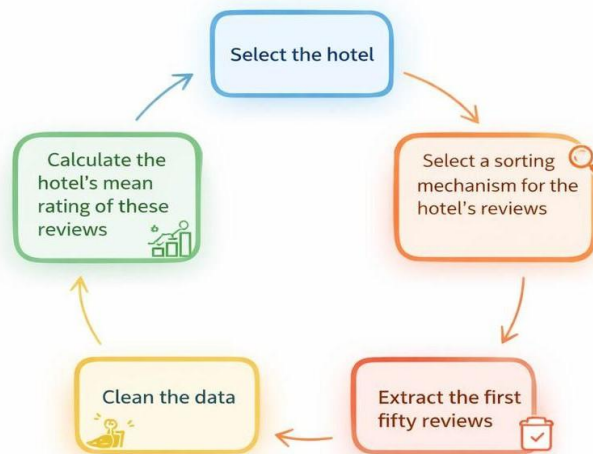 Select the hotel
Select a sorting
mechanism for the
hotel's reviews
Extract the first
fifty reviews
Clean the data
Calculate the
hotel's mean
rating of these
reviews